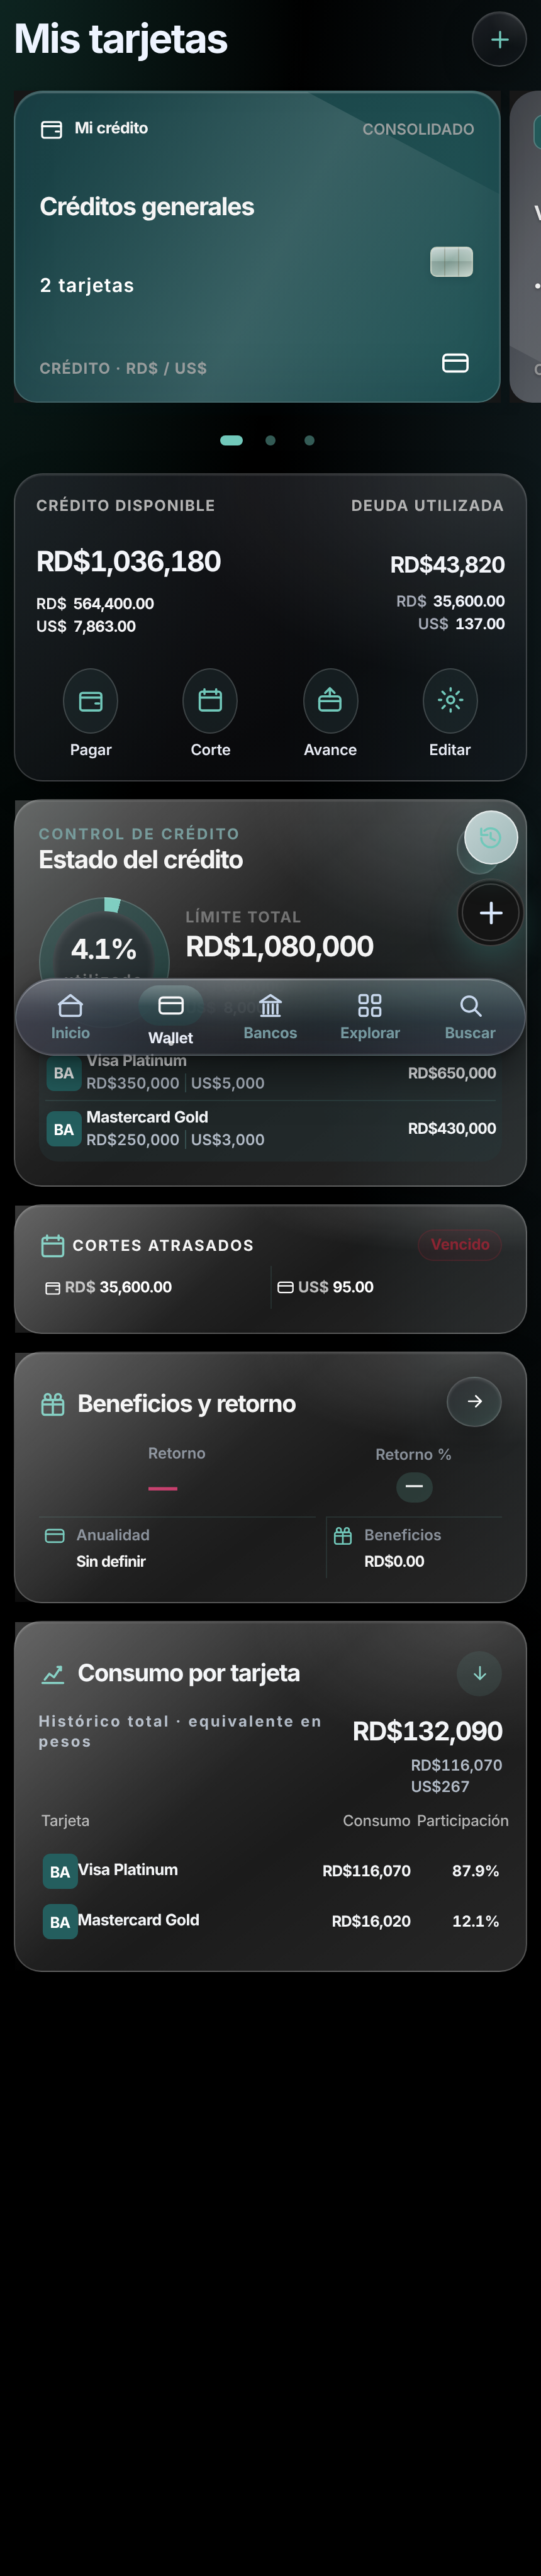 Mis tarjetas
Mi crédito
CONSOLIDADO
Créditos generales
2 tarjetas
CRÉDITO · RD$ / US$
CRÉDITO DISPONIBLE
DEUDA UTILIZADA
RD$1,036,180
RD$43,820
RD$ 564,400.00
RD$ 35,600.00
US$ 7,863.00
US$ 137.00
Pagar
Corte
Avance
Editar
CONTROL DE CRÉDITO
Estado del crédito
LÍMITE TOTAL
4.1%
RD$1,080,000
utilizado
Inicio
Wallet
Bancos
Explorar
Buscar
BA
Visa Platinum
RD$350,000 | US$5,000
RD$650,000
BA
Mastercard Gold
RD$250,000 | US$3,000
RD$430,000
CORTES ATRASADOS
Vencido
RD$ 35,600.00
US$ 95.00
Beneficios y retorno
Retorno
Retorno %
—
—
Anualidad
Beneficios
Sin definir
RD$0.00
Consumo por tarjeta
Histórico total · equivalente en
pesos
RD$132,090
RD$116,070
US$267
Tarjeta
Consumo
Participación
BA
Visa Platinum
RD$116,070
87.9%
BA
Mastercard Gold
RD$16,020
12.1%